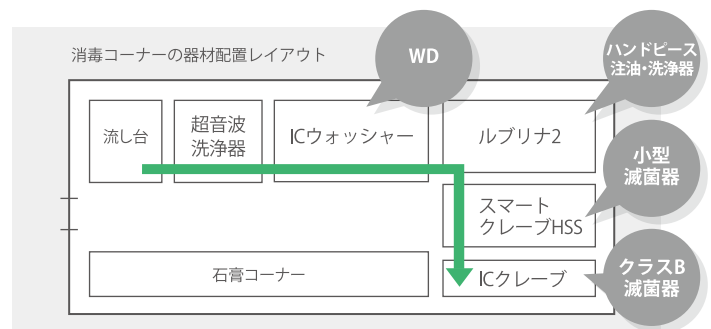 消毒コーナーの器材配置レイアウト
WD
ハンドピース
注油・洗浄器
流し台
超音波
洗浄器
ICウォッシャー
ルブリナ2
小型
滅菌器
スマート
クレーブHSS
石膏コーナー
ICクレーブ
クラスB
滅菌器